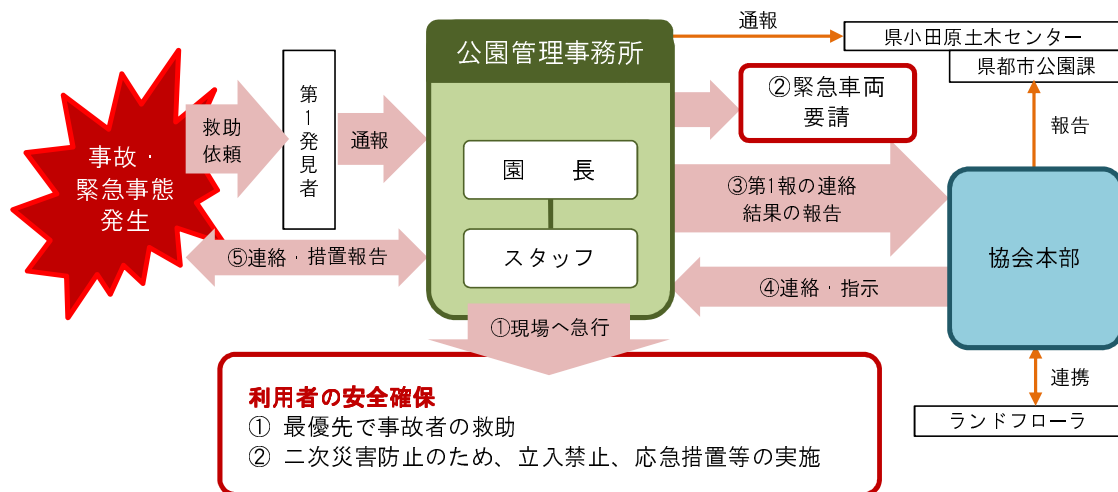 通報
県小田原土木センター
県都市公園課
公園管理事務所
②緊急車両
要請
報告
事故・
緊急事態
発生
救助
依頼
第1発見者
通報
園　長
スタッフ
③第1報の連絡
結果の報告
協会本部
⑤連絡・措置報告
④連絡・指示
①現場へ急行
連携
ランドフローラ
利用者の安全確保
① 最優先で事故者の救助
② 二次災害防止のため、立入禁止、応急措置等の実施